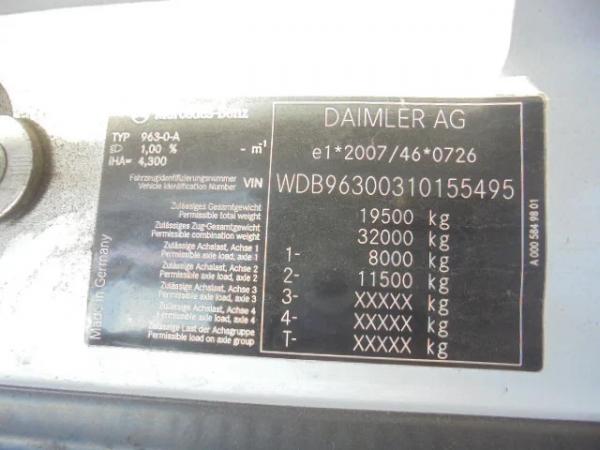 Mercedes-Benz
DAIMLER AG
TYP 963-0-A
1,00 % - m⁻¹
IHA= 4,300
e1*2007/46*0726
Fahrzeugidentifizierungsnummer
Vehicle Identification Number VIN
WDB96300310155495
Zulässiges Gesamtgewicht
Permissible total weight
19500 kg
Zulässiges Zug-Gesamtgewicht
Permissible combination weight
32000 kg
Zulässige Achslast, Achse 1
Permissible axle load, axle 1
1- 8000 kg
Zulässige Achslast, Achse 2
Permissible axle load, axle 2
2- 11500 kg
Zulässige Achslast, Achse 3
Permissible axle load, axle 3
3- XXXXX kg
Zulässige Achslast, Achse 4
Permissible axle load, axle 4
4- XXXXX kg
Zulässige Last der Achsgruppe
Permissible load on axle group
T- XXXXX kg
Made in Germany
A 000 584 98 01